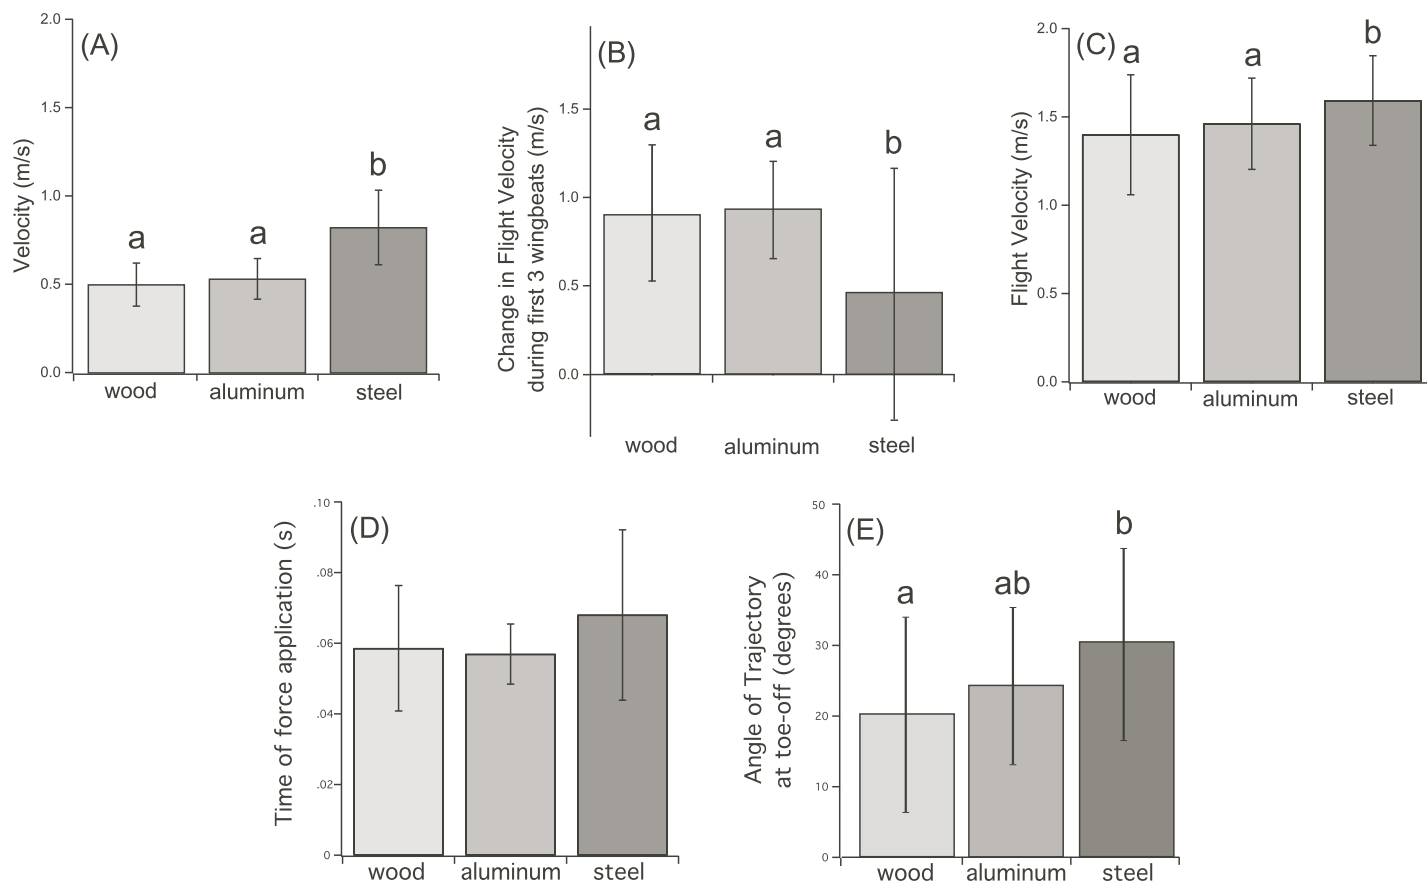 (A)
Velocity (m/s)
2.0
1.5
1.0
0.5
0.0
a
a
b
wood aluminum steel
(B)
Change in Flight Velocity
during first 3 wingbeats (m/s)
1.5
1.0
0.5
0.0
a
a
b
wood aluminum steel
(C)
Flight Velocity (m/s)
2.0
1.5
1.0
0.5
0.0
a
a
b
wood aluminum steel
(D)
Time of force application (s)
.10
.08
.06
.04
.02
0
wood aluminum steel
(E)
Angle of Trajectory
at toe-off (degrees)
50
40
30
20
10
0
a
ab
b
wood aluminum steel